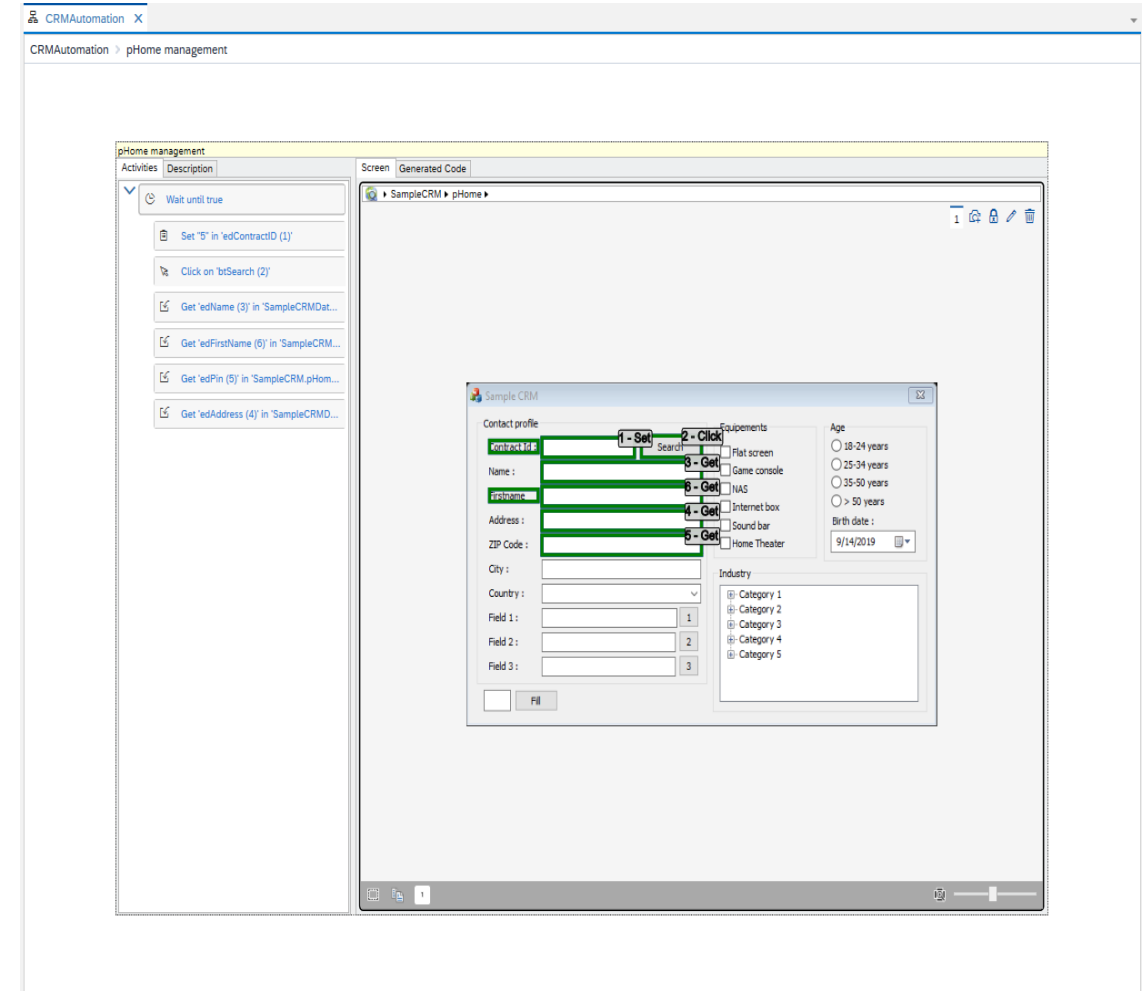 CRMAutomation X
CRMAutomation > pHome management
pHome management
Activities Description
Wait until true
Set "5" in 'edContractID (1)'
Click on 'btSearch (2)'
Get 'edName (3)' in 'SampleCRMDat...
Get 'edFirstName (6)' in 'SampleCRM...
Get 'edPin (5)' in 'SampleCRM.pHom...
Get 'edAddress (4)' in 'SampleCRMD...
Screen Generated Code
SampleCRM pHome
1
Sample CRM
Contact profile
Contract Id :
1 - Set
Search
2 - Click
Name :
3 - Get
Firstname
6 - Get
Address :
4 - Get
ZIP Code :
5 - Get
City :
Country :
Field 1 : 1
Field 2 : 2
Field 3 : 3
Fill
Equipements
Flat screen
Game console
NAS
Internet box
Sound bar
Home Theater
Age
18-24 years
25-34 years
35-50 years
> 50 years
Birth date :
9/14/2019
Industry
Category 1
Category 2
Category 3
Category 4
Category 5
1